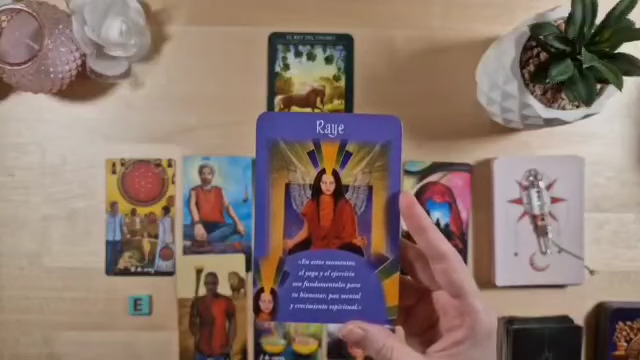 Raye
«En estos momentos
el yoga y el ejercicio
son fundamentales para
tu bienestar, paz mental
y crecimiento espiritual.»
E